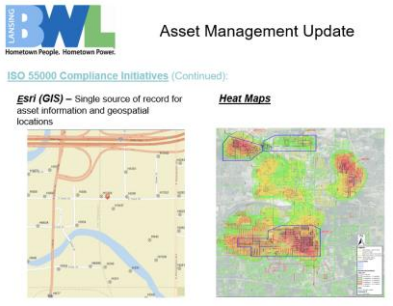 LANSING
BWL
Hometown People. Hometown Power.
Asset Management Update
ISO 55000 Compliance Initiatives (Continued):
Esri (GIS) – Single source of record for
asset information and geospatial
locations
Heat Maps